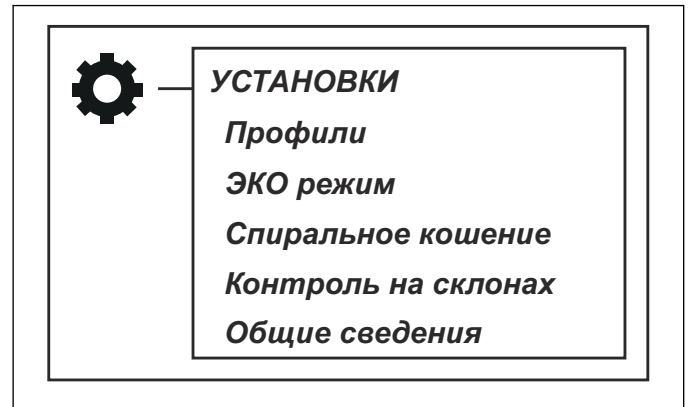 УСТАНОВКИ
Профили
ЭКО режим
Спиральное кошение
Контроль на склонах
Общие сведения